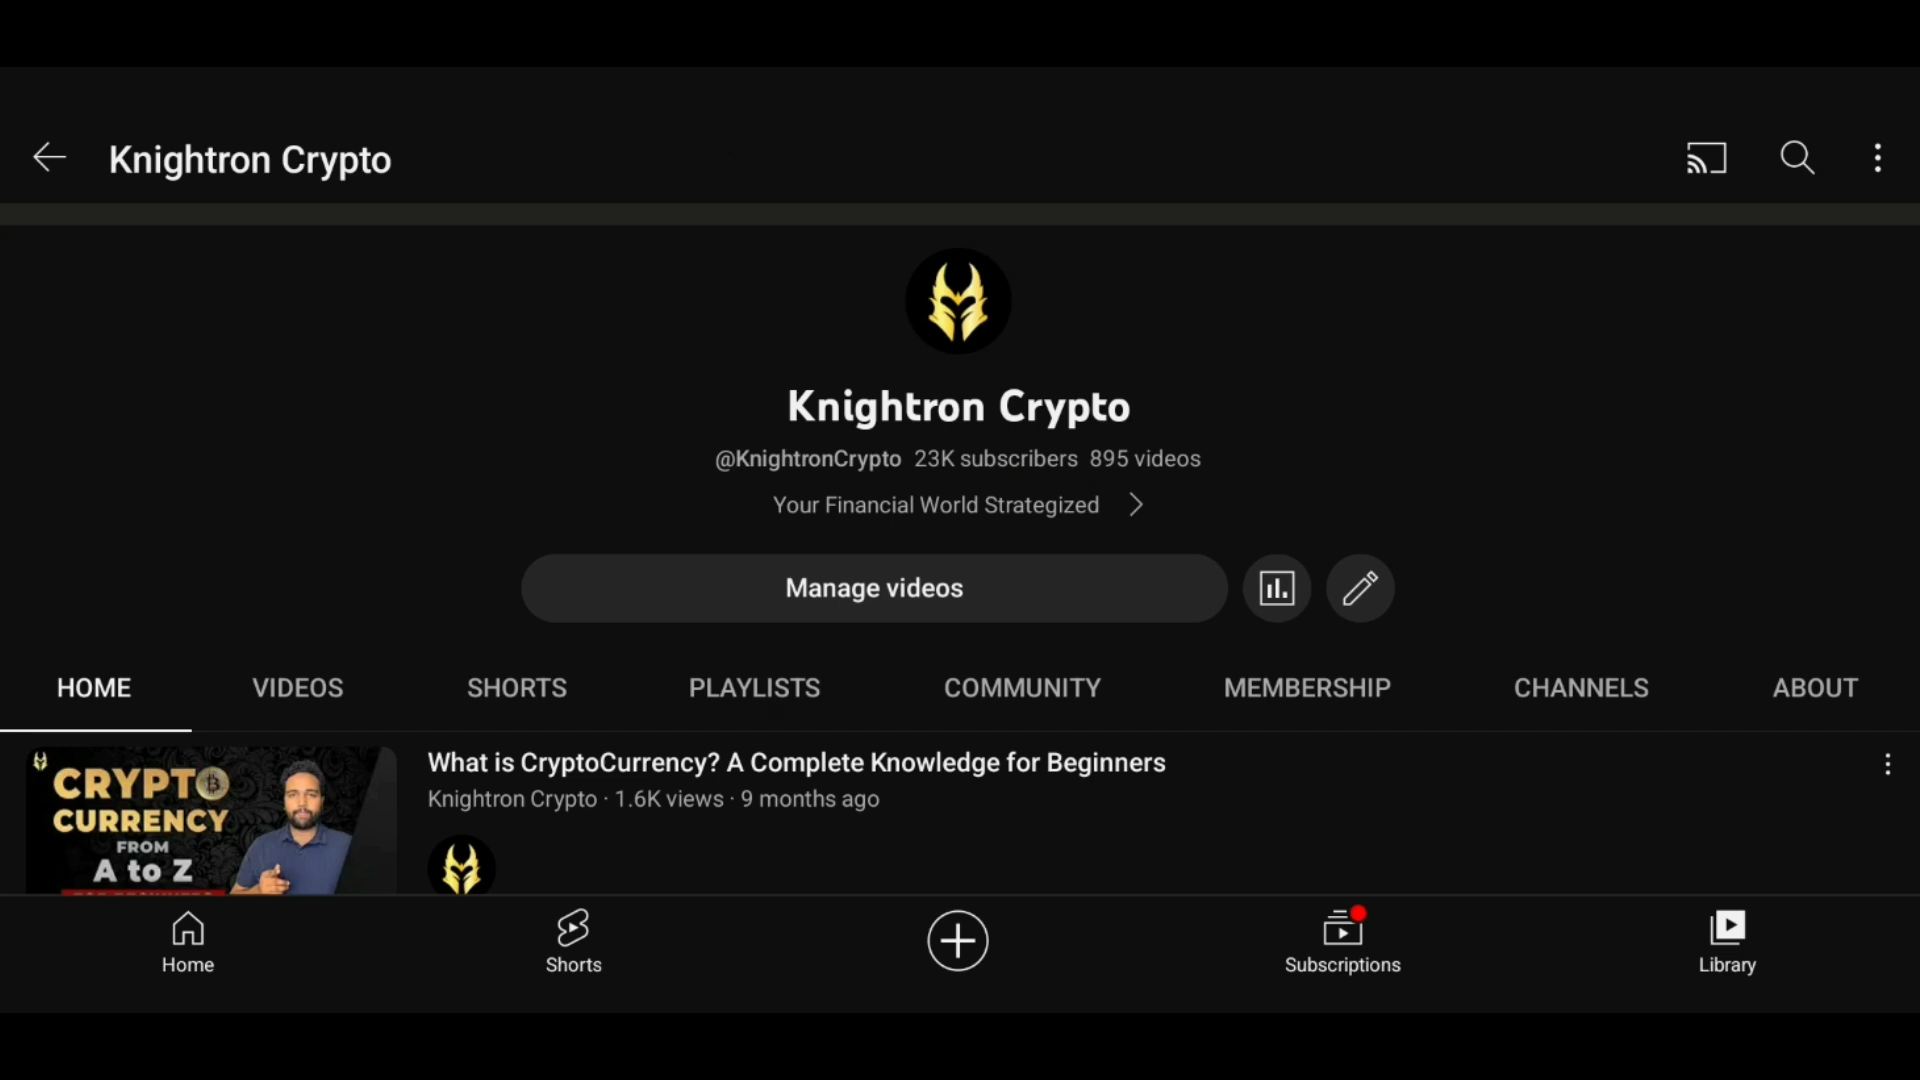 Knightron Crypto
Knightron Crypto
@KnightronCrypto 23K subscribers 895 videos
Your Financial World Strategized
Manage videos
HOME VIDEOS SHORTS PLAYLISTS COMMUNITY MEMBERSHIP CHANNELS ABOUT
CRYPTO
CURRENCY
FROM
A to Z
What is CryptoCurrency? A Complete Knowledge for Beginners
Knightron Crypto · 1.6K views · 9 months ago
Home Shorts Subscriptions Library